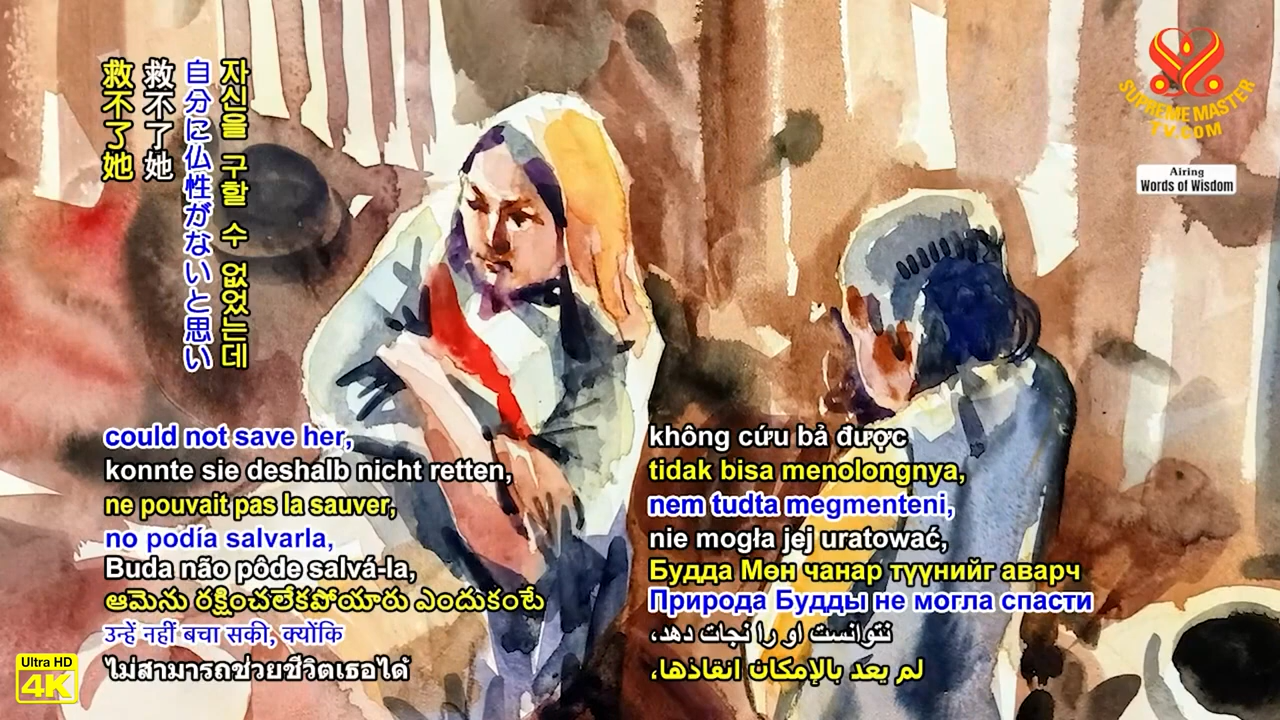 救不了她
救不了她
自分に仏性がないと思い
자신을 구할 수 없었는데
SUPREME MASTER
TV.COM
Airing
Words of Wisdom
could not save her,
konnte sie deshalb nicht retten,
ne pouvait pas la sauver,
no podía salvarla,
Buda não pôde salvá-la,
ఆమెను రక్షించలేకపోయారు ఎందుకంటే
उन्हें नहीं बचा सकी, क्योंकि
ไม่สามารถช่วยชีวิตเธอได้
không cứu bả được
tidak bisa menolongnya,
nem tudta megmenteni,
nie mogła jej uratować,
Будда Мөн чанар түүнийг аварч
Природа Будды не могла спасти
نتوانست او را نجات دهد،
لم يعد بالإمكان انقاذها،
Ultra HD
4K